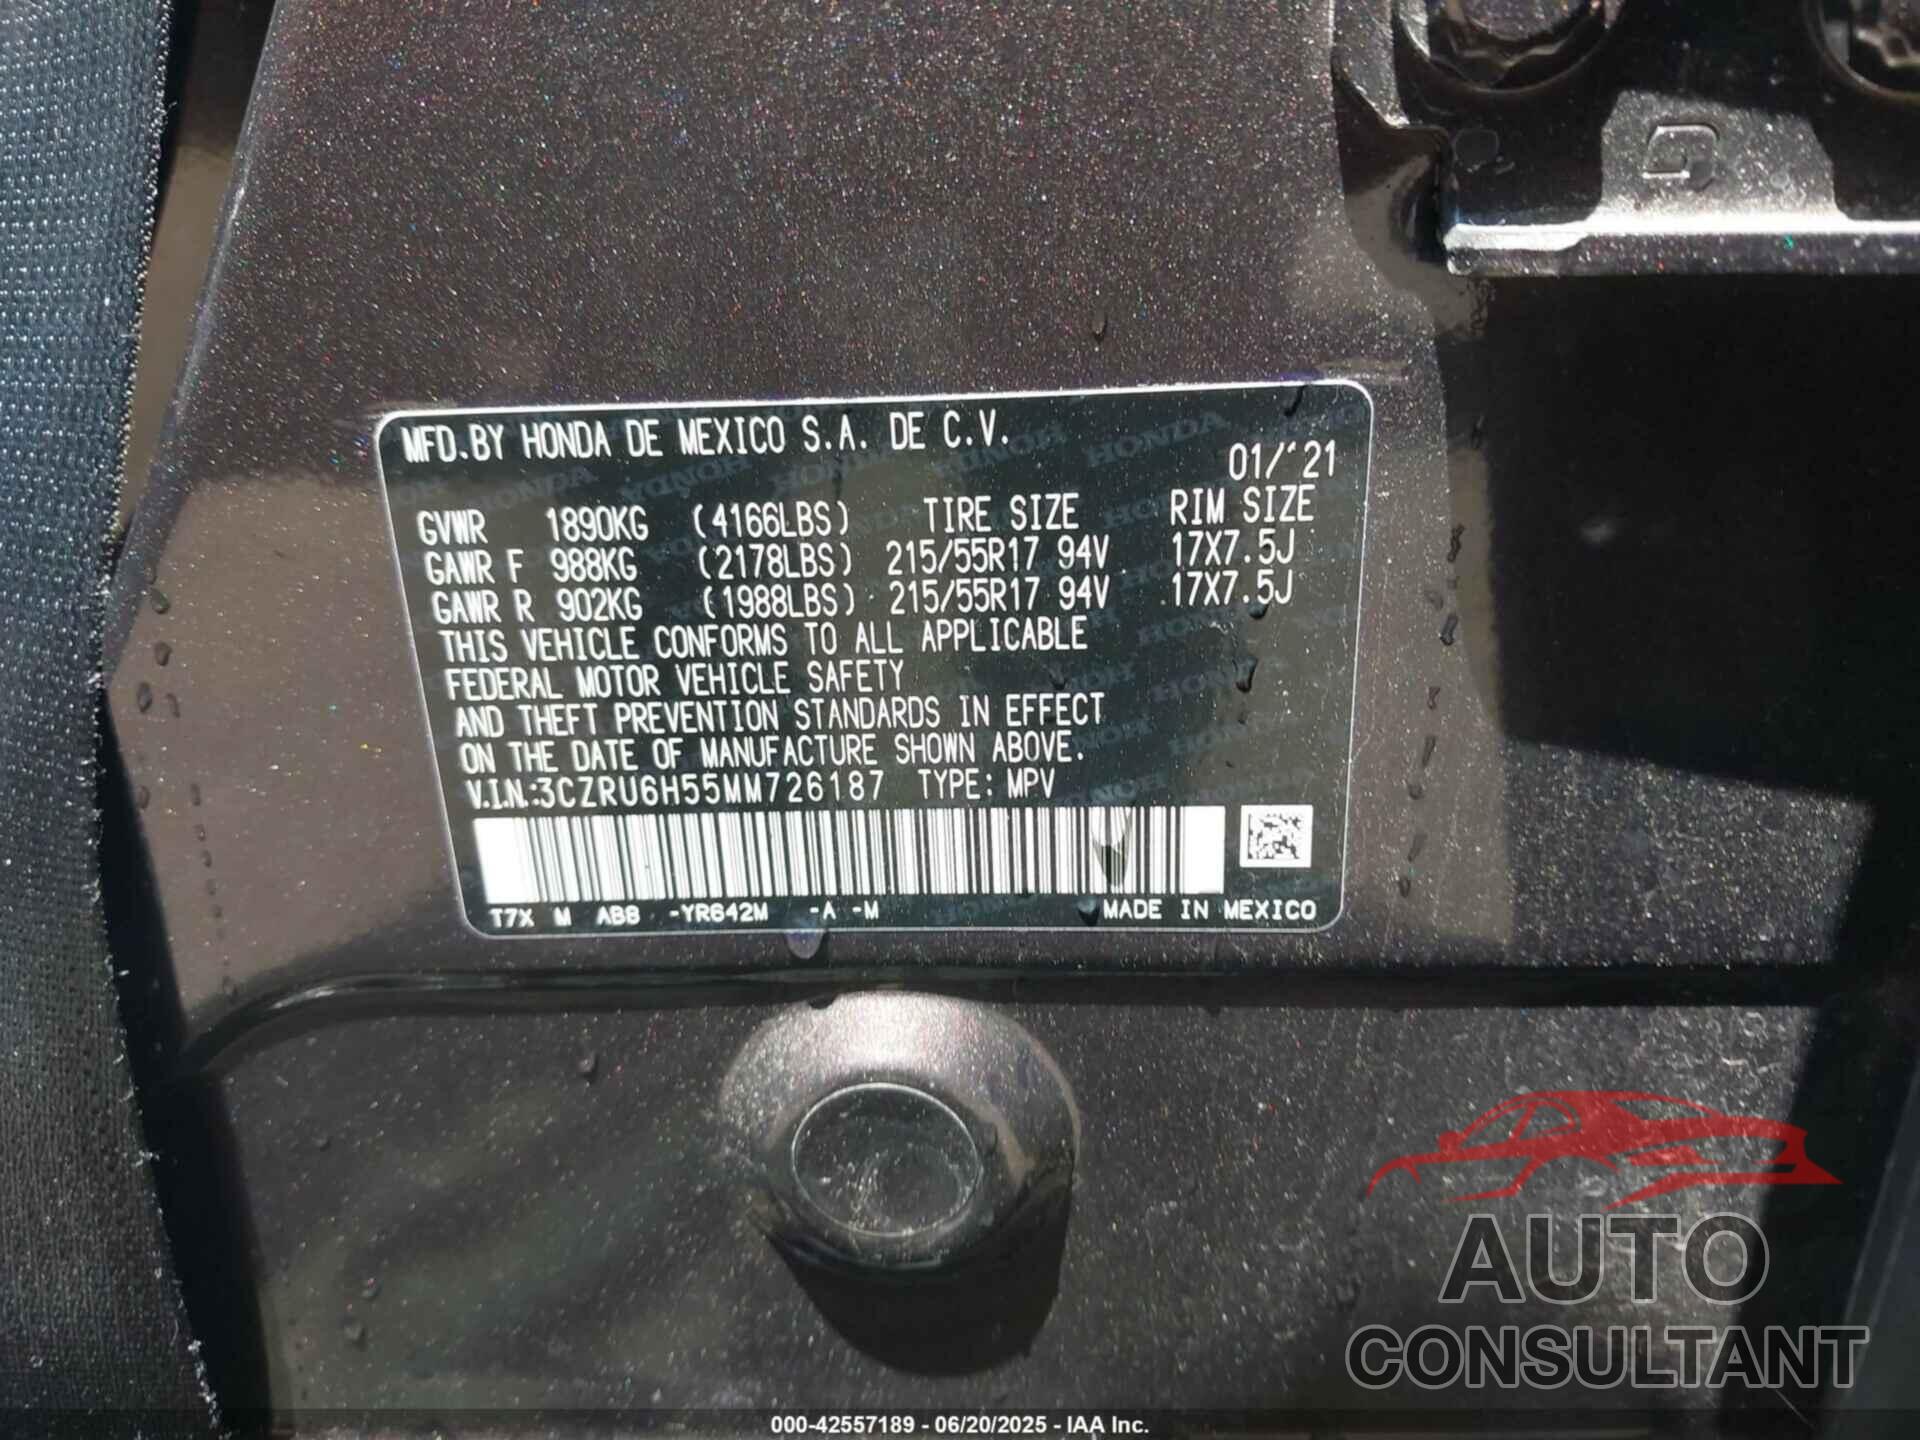 MFD.BY HONDA DE MEXICO S.A. DE C.V.
01/'21
GVWR 1890KG (4166LBS) TIRE SIZE RIM SIZE
GAWR F 988KG (2178LBS) 215/55R17 94V 17X7.5J
GAWR R 902KG (1988LBS) 215/55R17 94V 17X7.5J
THIS VEHICLE CONFORMS TO ALL APPLICABLE
FEDERAL MOTOR VEHICLE SAFETY
AND THEFT PREVENTION STANDARDS IN EFFECT
ON THE DATE OF MANUFACTURE SHOWN ABOVE.
V.I.N.:3CZRU6H55MM726187 TYPE: MPV
T7X M AB8 -YR642M -A -M MADE IN MEXICO
AUTO
CONSULTANT
000-42557189 - 06/20/2025 - IAA Inc.